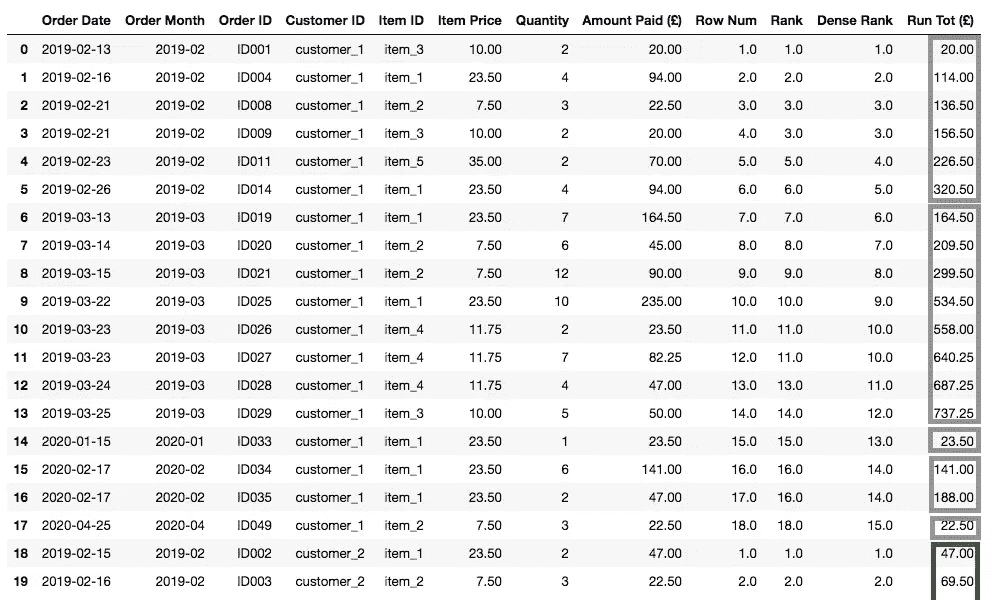 Order Date Order Month Order ID Customer ID Item ID Item Price Quantity Amount Paid (£) Row Num Rank Dense Rank Run Tot (£)
0 2019-02-13 2019-02 ID001 customer_1 item_3 10.00 2 20.00 1.0 1.0 1.0 20.00
1 2019-02-16 2019-02 ID004 customer_1 item_1 23.50 4 94.00 2.0 2.0 2.0 114.00
2 2019-02-21 2019-02 ID008 customer_1 item_2 7.50 3 22.50 3.0 3.0 3.0 136.50
3 2019-02-21 2019-02 ID009 customer_1 item_3 10.00 2 20.00 4.0 3.0 3.0 156.50
4 2019-02-23 2019-02 ID011 customer_1 item_5 35.00 2 70.00 5.0 5.0 4.0 226.50
5 2019-02-26 2019-02 ID014 customer_1 item_1 23.50 4 94.00 6.0 6.0 5.0 320.50
6 2019-03-13 2019-03 ID019 customer_1 item_1 23.50 7 164.50 7.0 7.0 6.0 164.50
7 2019-03-14 2019-03 ID020 customer_1 item_2 7.50 6 45.00 8.0 8.0 7.0 209.50
8 2019-03-15 2019-03 ID021 customer_1 item_2 7.50 12 90.00 9.0 9.0 8.0 299.50
9 2019-03-22 2019-03 ID025 customer_1 item_1 23.50 10 235.00 10.0 10.0 9.0 534.50
10 2019-03-23 2019-03 ID026 customer_1 item_4 11.75 2 23.50 11.0 11.0 10.0 558.00
11 2019-03-23 2019-03 ID027 customer_1 item_4 11.75 7 82.25 12.0 11.0 10.0 640.25
12 2019-03-24 2019-03 ID028 customer_1 item_4 11.75 4 47.00 13.0 13.0 11.0 687.25
13 2019-03-25 2019-03 ID029 customer_1 item_3 10.00 5 50.00 14.0 14.0 12.0 737.25
14 2020-01-15 2020-01 ID033 customer_1 item_1 23.50 1 23.50 15.0 15.0 13.0 23.50
15 2020-02-17 2020-02 ID034 customer_1 item_1 23.50 6 141.00 16.0 16.0 14.0 141.00
16 2020-02-17 2020-02 ID035 customer_1 item_1 23.50 2 47.00 17.0 16.0 14.0 188.00
17 2020-04-25 2020-04 ID049 customer_1 item_2 7.50 3 22.50 18.0 18.0 15.0 22.50
18 2019-02-15 2019-02 ID002 customer_2 item_1 23.50 2 47.00 1.0 1.0 1.0 47.00
19 2019-02-16 2019-02 ID003 customer_2 item_2 7.50 3 22.50 2.0 2.0 2.0 69.50